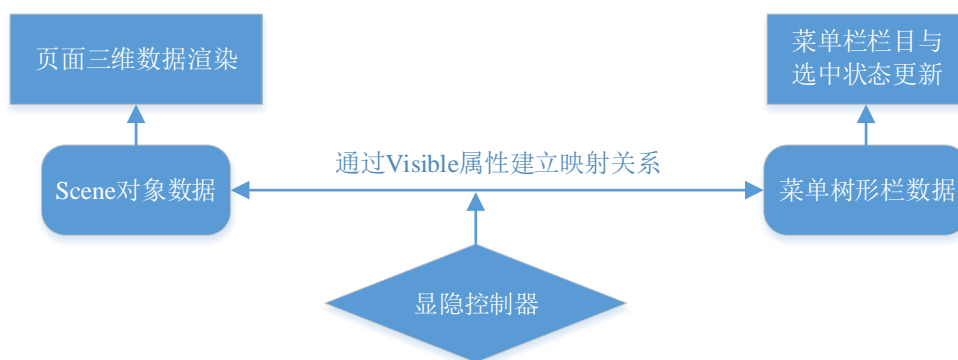 页面三维数据渲染
菜单栏栏目与
选中状态更新
通过Visible属性建立映射关系
Scene对象数据
菜单树形栏数据
显隐控制器